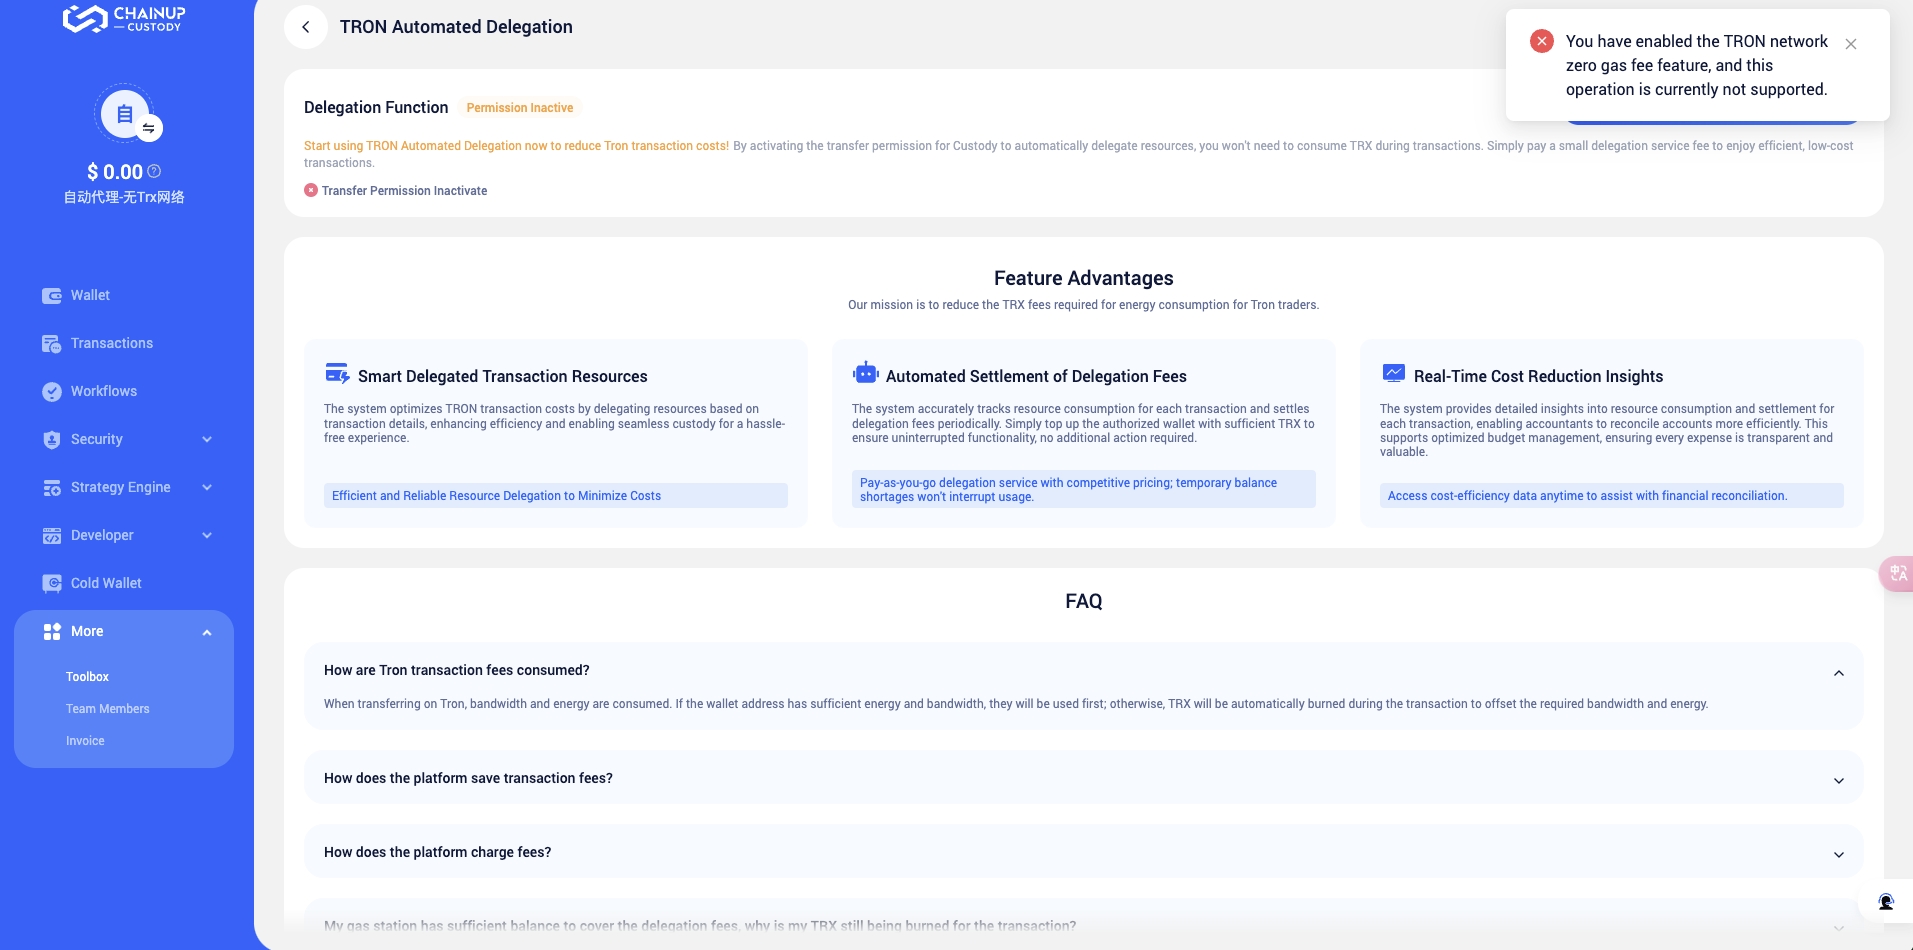 CHAINUP
CUSTODY
自
$ 0.00
自动代理-无Trx网络
Wallet
Transactions
Workflows
Security
Strategy Engine
Developer
Cold Wallet
More
Toolbox
Team Members
Invoice
TRON Automated Delegation
You have enabled the TRON network
zero gas fee feature, and this
operation is currently not supported.
Delegation Function Permission Inactive
Start using TRON Automated Delegation now to reduce Tron transaction costs! By activating the transfer permission for Custody to automatically delegate resources, you won't need to consume TRX during transactions. Simply pay a small delegation service fee to enjoy efficient, low-cost
transactions.
Transfer Permission Inactivate
Feature Advantages
Our mission is to reduce the TRX fees required for energy consumption for Tron traders.
Smart Delegated Transaction Resources
The system optimizes TRON transaction costs by delegating resources based on
transaction details, enhancing efficiency and enabling seamless custody for a hassle-
free experience.
Efficient and Reliable Resource Delegation to Minimize Costs
Automated Settlement of Delegation Fees
The system accurately tracks resource consumption for each transaction and settles
delegation fees periodically. Simply top up the authorized wallet with sufficient TRX to
ensure uninterrupted functionality, no additional action required.
Pay-as-you-go delegation service with competitive pricing; temporary balance
shortages won't interrupt usage.
Real-Time Cost Reduction Insights
The system provides detailed insights into resource consumption and settlement for
each transaction, enabling accountants to reconcile accounts more efficiently. This
supports optimized budget management, ensuring every expense is transparent and
valuable.
Access cost-efficiency data anytime to assist with financial reconciliation.
FAQ
How are Tron transaction fees consumed?
When transferring on Tron, bandwidth and energy are consumed. If the wallet address has sufficient energy and bandwidth, they will be used first; otherwise, TRX will be automatically burned during the transaction to offset the required bandwidth and energy.
How does the platform save transaction fees?
How does the platform charge fees?
My gas station has sufficient balance to cover the delegation fees, why is my TRX still being burned for the transaction?